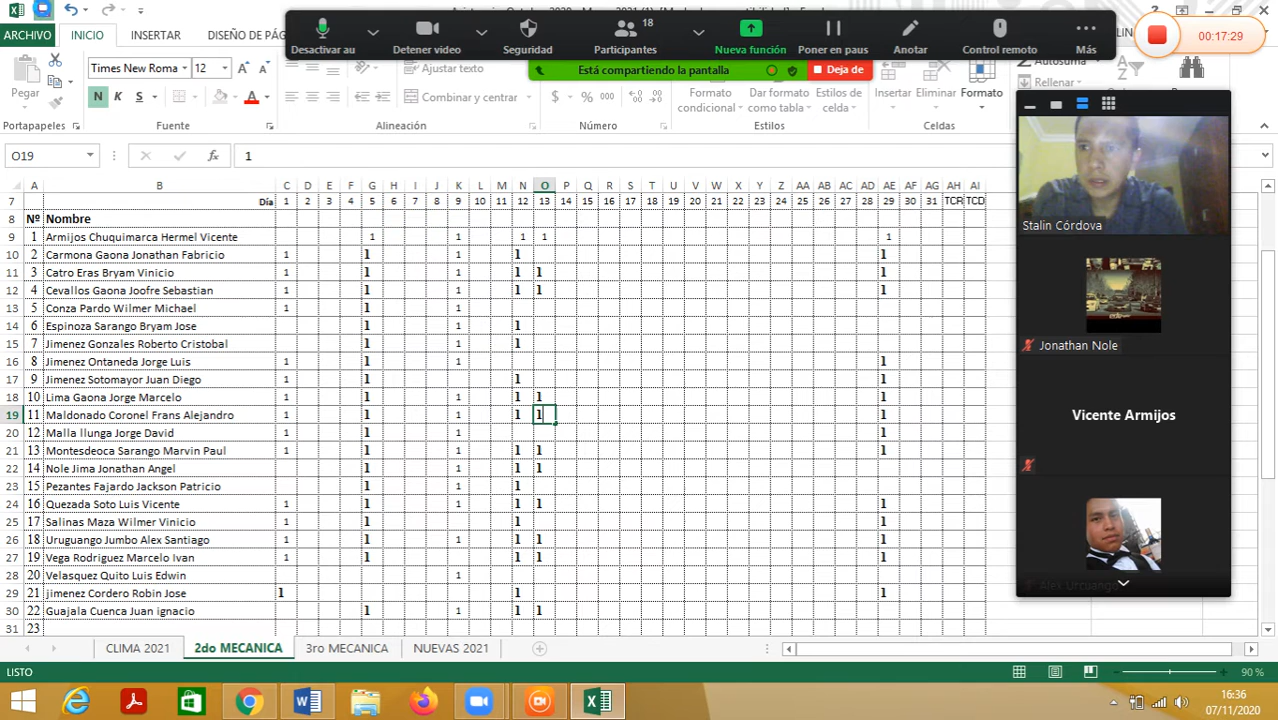 Desactivar au
Detener video
Seguridad
18
Participantes
Nueva función
Poner en paus
Anotar
Control remoto
Más
00:17:29
Está compartiendo la pantalla
Deja de
ARCHIVO INICIO INSERTAR DISEÑO DE PÁG
Pegar
Times New Roma 12
N K S
Ajustar texto
Combinar y centrar
$ % 000
Formato condicional
Dar formato como tabla
Estilos de celda
Insertar Eliminar Formato
Autosuma
Rellenar
Portapapeles Fuente Alineación Número Estilos Celdas
O19 fx 1
A B C D E F G H I J K L M N O P Q R S T U V W X Y Z AA AB AC AD AE AF AG AH AI
7 Día 1 2 3 4 5 6 7 8 9 10 11 12 13 14 15 16 17 18 19 20 21 22 23 24 25 26 27 28 29 30 31 TCR TCD
8 Nº Nombre
9 1 Armijos Chuquimarca Hermel Vicente 1 1 1 1 1
10 2 Carmona Gaona Jonathan Fabricio 1 1 1 1 1
11 3 Catro Eras Bryam Vinicio 1 1 1 1 1 1
12 4 Cevallos Gaona Joofre Sebastian 1 1 1 1 1 1
13 5 Conza Pardo Wilmer Michael 1 1 1
14 6 Espinoza Sarango Bryam Jose 1 1 1
15 7 Jimenez Gonzales Roberto Cristobal 1 1
16 8 Jimenez Ontaneda Jorge Luis 1 1 1 1
17 9 Jimenez Sotomayor Juan Diego 1 1 1 1
18 10 Lima Gaona Jorge Marcelo 1 1 1 1 1 1
19 11 Maldonado Coronel Frans Alejandro 1 1 1 1 1 1
20 12 Malla llunga Jorge David 1 1 1 1
21 13 Montesdeoca Sarango Marvin Paul 1 1 1 1 1 1
22 14 Nole Jima Jonathan Angel 1 1 1 1
23 15 Pezantes Fajardo Jackson Patricio 1 1 1
24 16 Quezada Soto Luis Vicente 1 1 1 1 1 1
25 17 Salinas Maza Wilmer Vinicio 1 1 1 1
26 18 Uruguango Jumbo Alex Santiago 1 1 1 1 1 1
27 19 Vega Rodriguez Marcelo Ivan 1 1 1 1 1
28 20 Velasquez Quito Luis Edwin 1
29 21 jimenez Cordero Robin Jose 1 1 1
30 22 Guajala Cuenca Juan ignacio 1 1 1 1
31 23
Stalin Córdova
Jonathan Nole
Vicente Armijos
CLIMA 2021 2do MECANICA 3ro MECANICA NUEVAS 2021
LISTO 90 %
16:36
07/11/2020